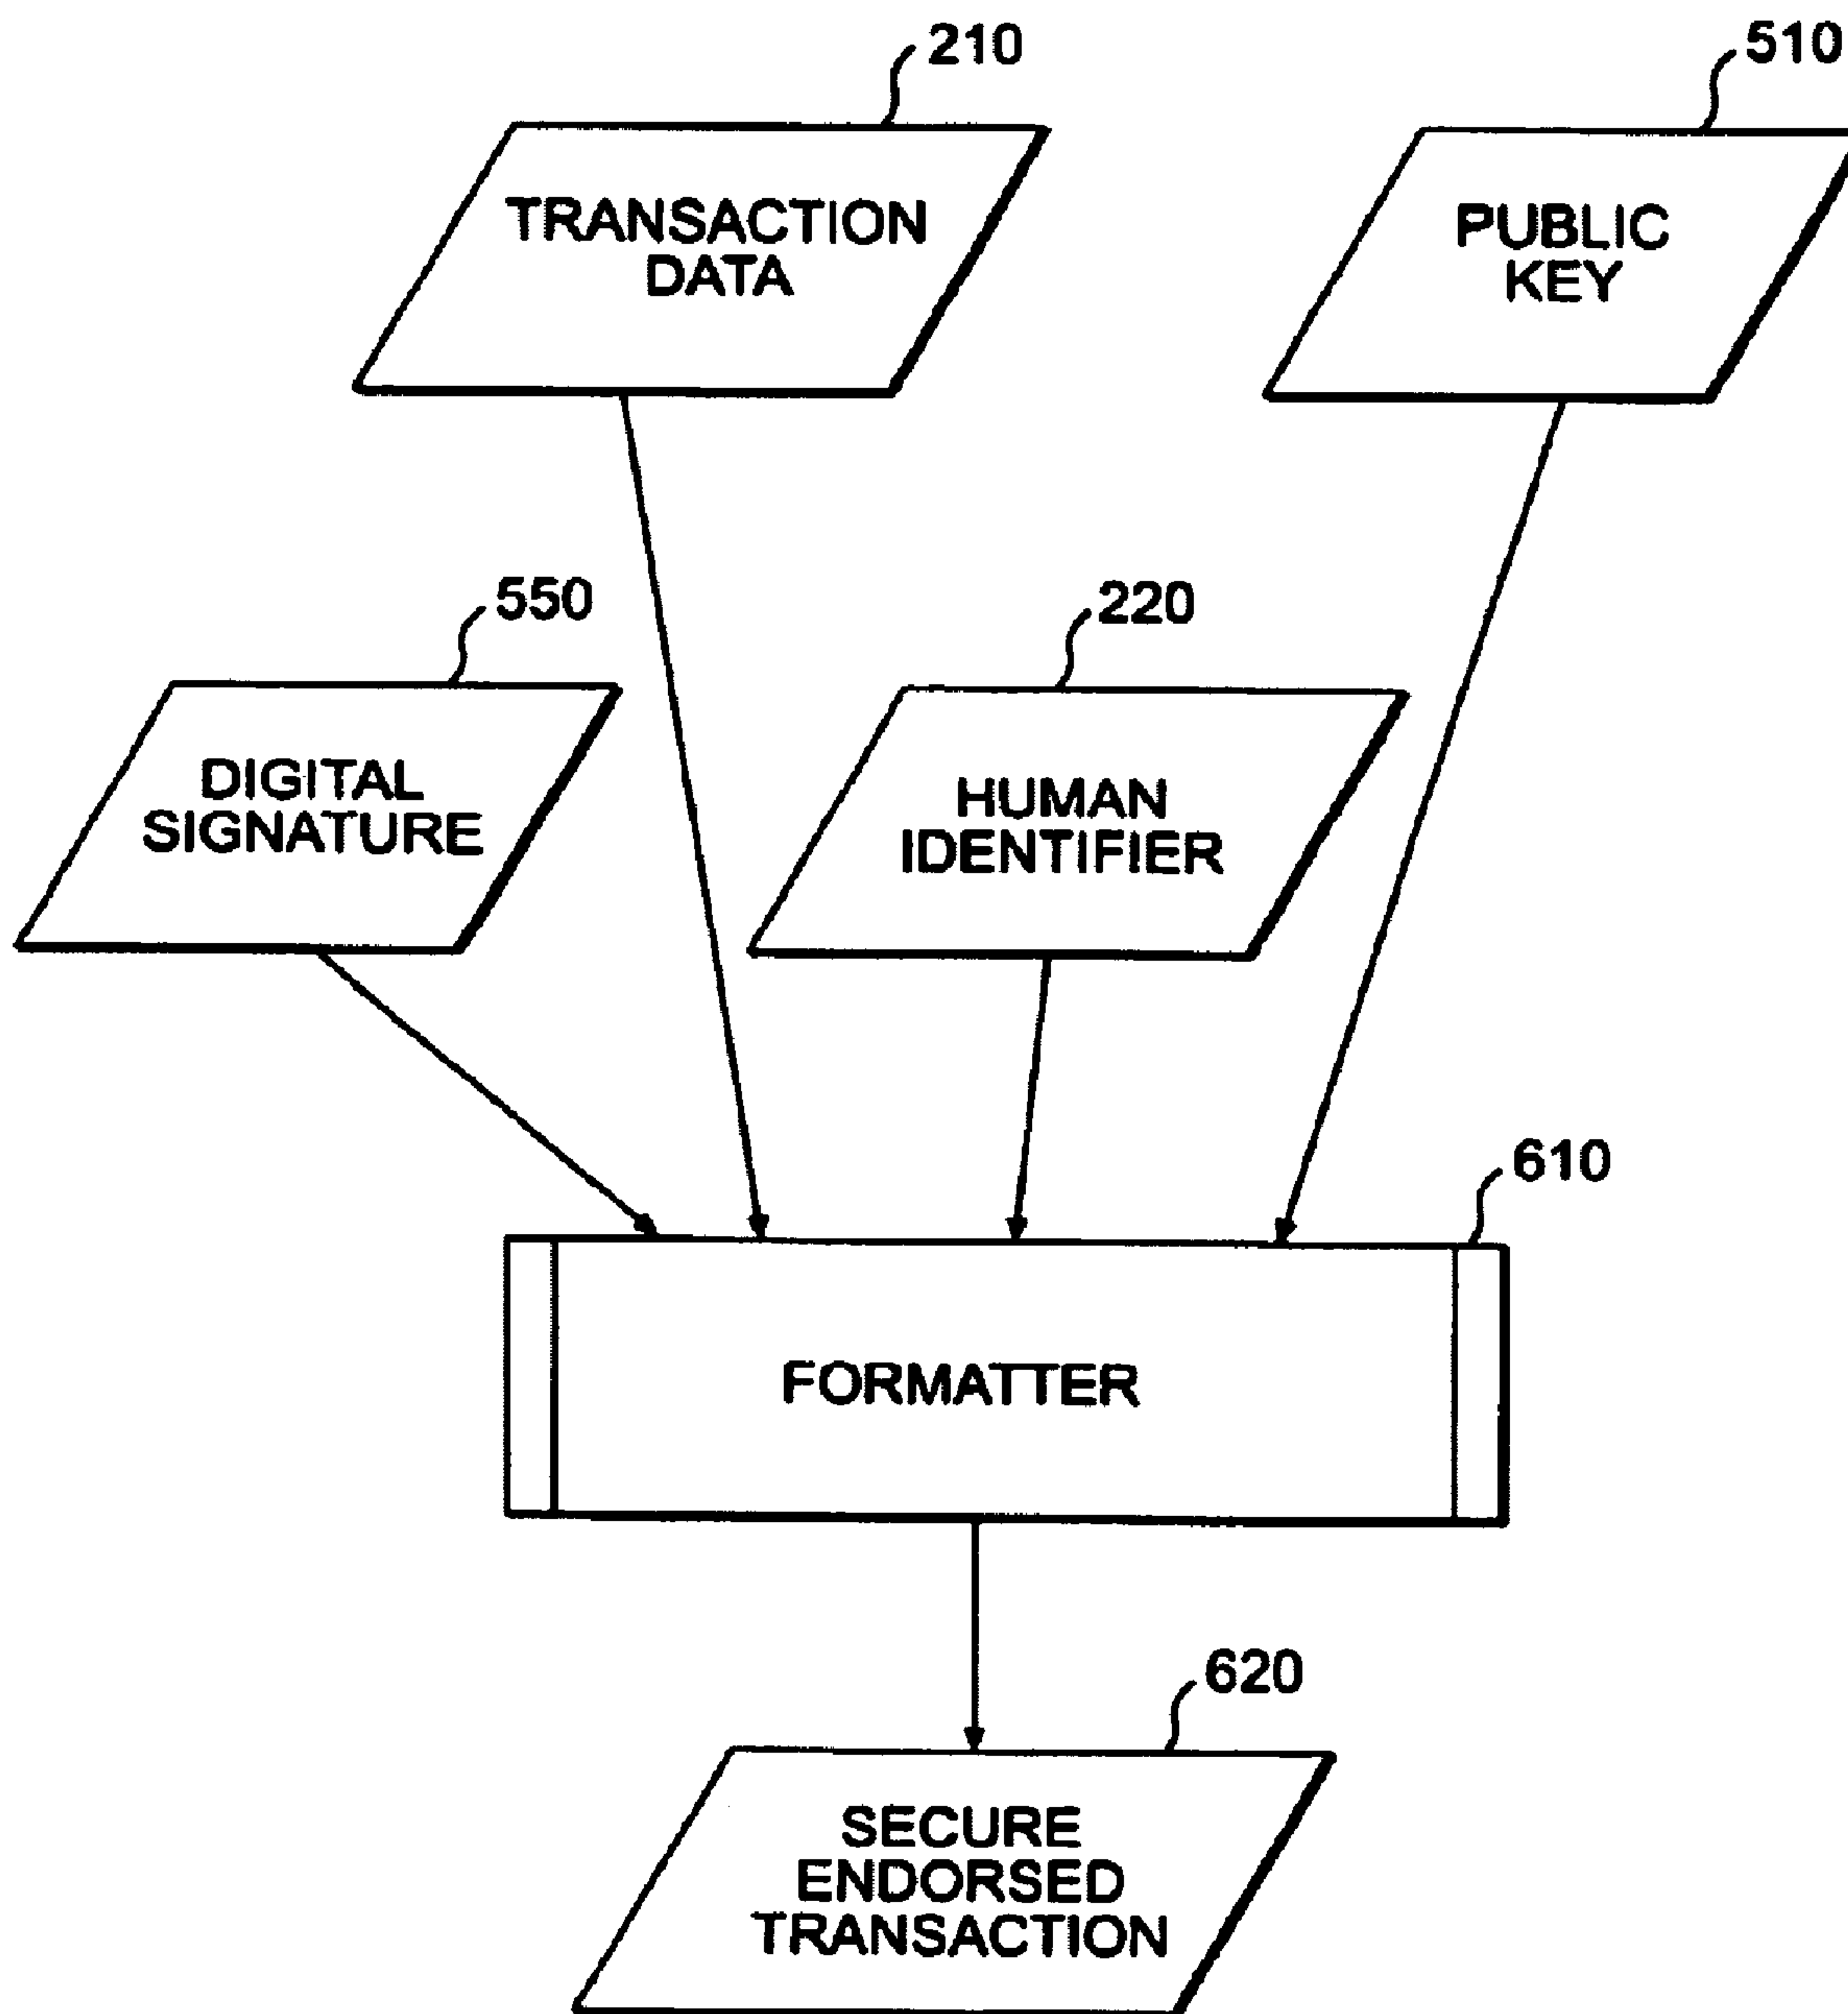 210
510
TRANSACTION
DATA
PUBLIC
KEY
550
220
DIGITAL
SIGNATURE
HUMAN
IDENTIFIER
610
FORMATTER
620
SECURE
ENDORSED
TRANSACTION